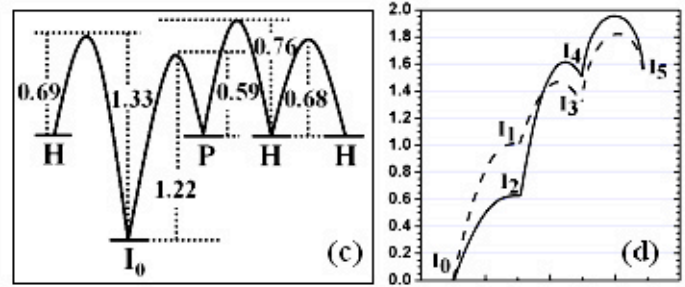 0.69
1.33
1.22
0.59
0.76
0.68
H
P
H
H
I₀
(c)
2.0
1.8
1.6
1.4
1.2
1.0
0.8
0.6
0.4
0.2
0.0
I₀
I₁
I₂
I₃
I₄
I₅
(d)